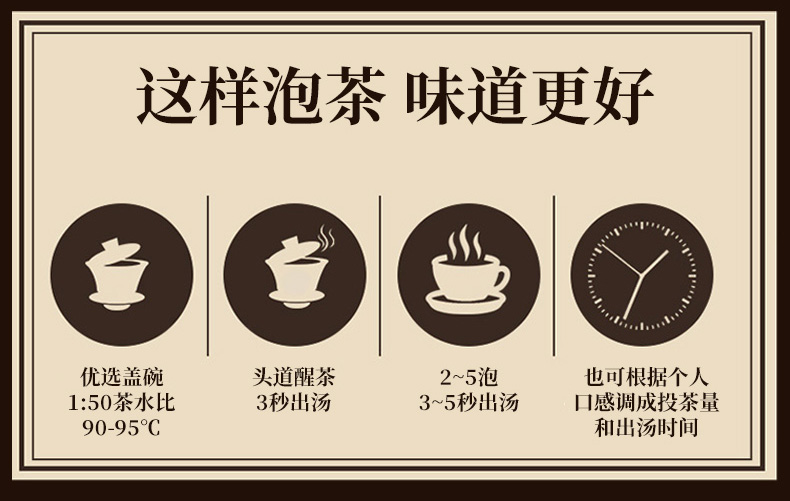 这样泡茶 味道更好
优选盖碗
1:50茶水比
90-95℃
头道醒茶
3秒出汤
2~5泡
3~5秒出汤
也可根据个人
口感调成投茶量
和出汤时间